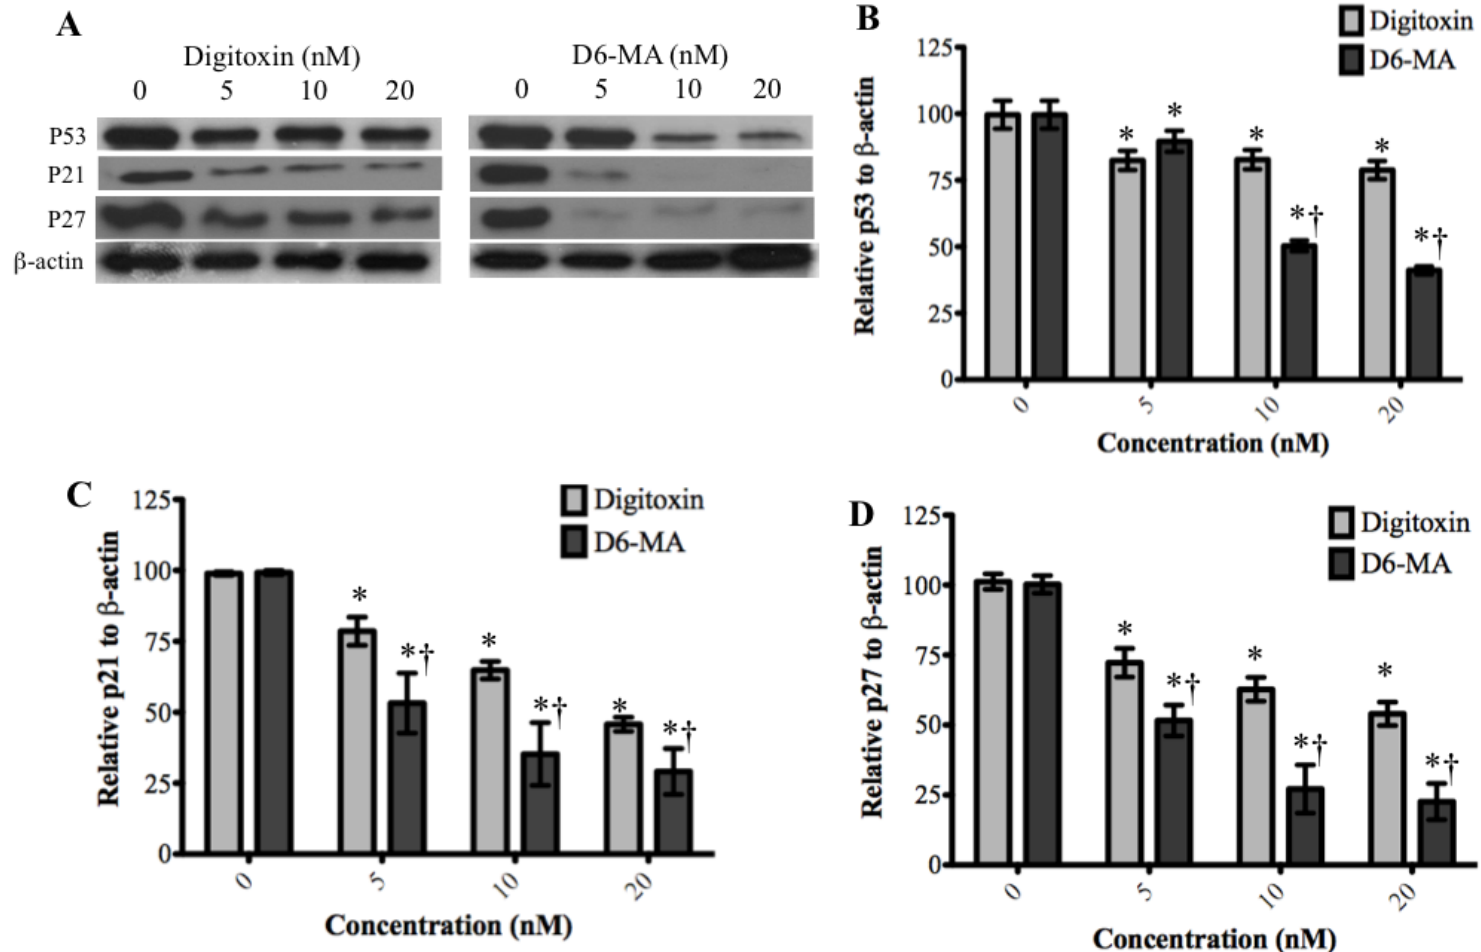 A
Digitoxin (nM)
D6-MA (nM)
0 5 10 20
0 5 10 20
P53
P21
P27
β-actin
B
Digitoxin
D6-MA
125
100
75
50
25
0
Relative p53 to β-actin
*
*
*
*†
*
*†
0 5 10 20
Concentration (nM)
C
Digitoxin
D6-MA
125
100
75
50
25
0
Relative p21 to β-actin
*
*†
*
*†
*
*†
0 5 10 20
Concentration (nM)
D
Digitoxin
D6-MA
125
100
75
50
25
0
Relative p27 to β-actin
*
*†
*
*†
*
*†
0 5 10 20
Concentration (nM)